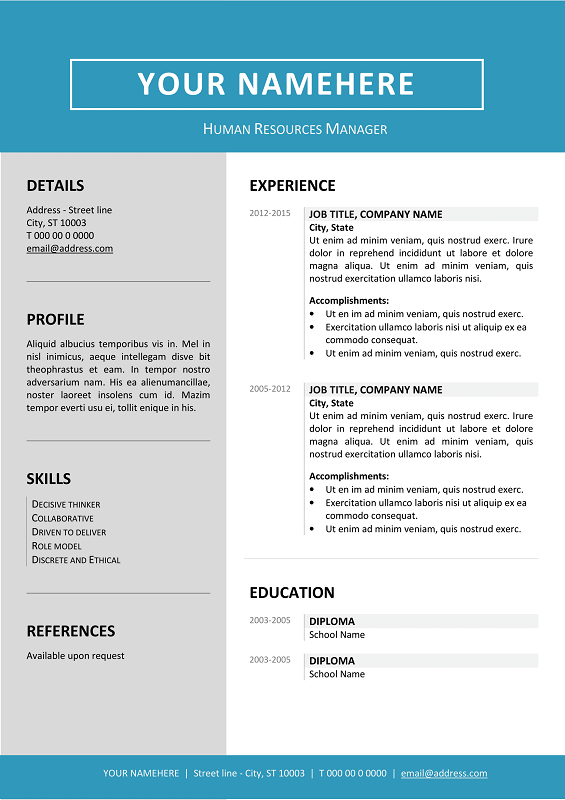 YOUR NAMEHERE
HUMAN RESOURCES MANAGER
DETAILS
Address - Street line
City, ST 10003
T 000 00 0 0000
email@address.com
PROFILE
Aliquid albucius temporibus vis in. Mel in
nisl inimicus, aeque intellegam disve bit
theophrastus et eam. In tempor nostro
adversarium nam. His ea alienumancillae,
noster laoreet insolens cum id. Mazim
tempor everti usu ei, tollit enique in his.
SKILLS
DECISIVE THINKER
COLLABORATIVE
DRIVEN TO DELIVER
ROLE MODEL
DISCRETE AND ETHICAL
REFERENCES
Available upon request
EXPERIENCE
2012-2015
JOB TITLE, COMPANY NAME
City, State
Ut enim ad minim veniam, quis nostrud exerc. Irure
dolor in reprehend incididunt ut labore et dolore
magna aliqua. Ut enim ad minim veniam, quis
nostrud exercitation ullamco laboris nisi.
Accomplishments:
• Ut en im ad minim veniam, quis nostrud exerc.
• Exercitation ullamco laboris nisi ut aliquip ex ea
commodo consequat.
• Ut enim ad minim veniam, quis nostrud exerc.
2005-2012
JOB TITLE, COMPANY NAME
City, State
Ut enim ad minim veniam, quis nostrud exerc. Irure
dolor in reprehend incididunt ut labore et dolore
magna aliqua. Ut enim ad minim veniam, quis
nostrud exercitation ullamco laboris nisi.
Accomplishments:
• Ut en im ad minim veniam, quis nostrud exerc.
• Exercitation ullamco laboris nisi ut aliquip ex ea
commodo consequat.
• Ut enim ad minim veniam, quis nostrud exerc.
EDUCATION
2003-2005
DIPLOMA
School Name
2003-2005
DIPLOMA
School Name
YOUR NAMEHERE | Street line - City, ST 10003 | T 000 00 0 0000 | email@address.com